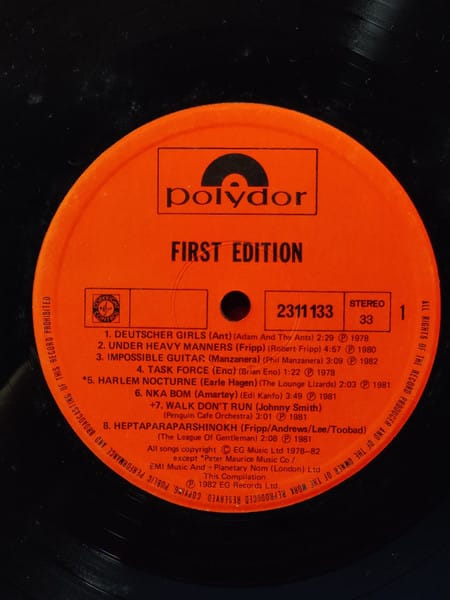 polydor
FIRST EDITION
2311133
STEREO
33
1
1. DEUTSCHER GIRLS (Ant) (Adam And The Ants) 2:29 Ⓟ 1978
2. UNDER HEAVY MANNERS (Fripp) (Robert Fripp) 4:57 Ⓟ 1980
3. IMPOSSIBLE GUITAR (Manzanera) (Phil Manzanera) 3:09 Ⓟ 1982
4. TASK FORCE (Eno) (Brian Eno) 1:22 Ⓟ 1978
*5. HARLEM NOCTURNE (Earle Hagen) (The Lounge Lizards) 2:03 Ⓟ 1981
6. NKA BOM (Amartey) (Edi Kanfo) 3:49 Ⓟ 1981
+7. WALK DON'T RUN (Johnny Smith)
(Penguin Cafe Orchestra) 3:01 Ⓟ 1981
8. HEPTAPARAPARSHINOKH (Fripp/Andrews/Lee/Toobad)
(The League Of Gentleman) 2:08 Ⓟ 1981
All songs copyright © EG Music Ltd 1978–82
except *Peter Maurice Music Co /
EMI Music And +Planetary Nom (London) Ltd
This Compilation
Ⓟ 1982 EG Records Ltd
ALL RIGHTS OF THE RECORD PRODUCER AND OF THE OWNER OF THE WORK REPRODUCED RESERVED. COPYING, PUBLIC PERFORMANCE AND BROADCASTING OF THIS RECORD PROHIBITED